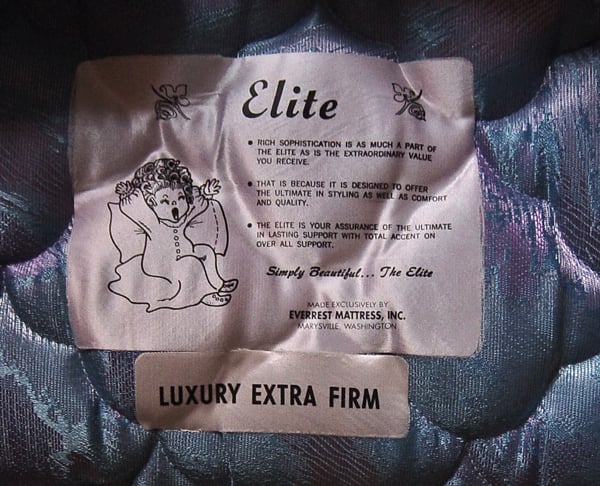 Elite
• RICH SOPHISTICATION IS AS MUCH A PART OF
THE ELITE AS IS THE EXTRAORDINARY VALUE
YOU RECEIVE.
• THAT IS BECAUSE IT IS DESIGNED TO OFFER
THE ULTIMATE IN STYLING AS WELL AS COMFORT
AND QUALITY.
• THE ELITE IS YOUR ASSURANCE OF THE ULTIMATE
IN LASTING SUPPORT WITH TOTAL ACCENT ON
OVER ALL SUPPORT.
Simply Beautiful... The Elite
MADE EXCLUSIVELY BY
EVERREST MATTRESS, INC.
MARYSVILLE, WASHINGTON
LUXURY EXTRA FIRM